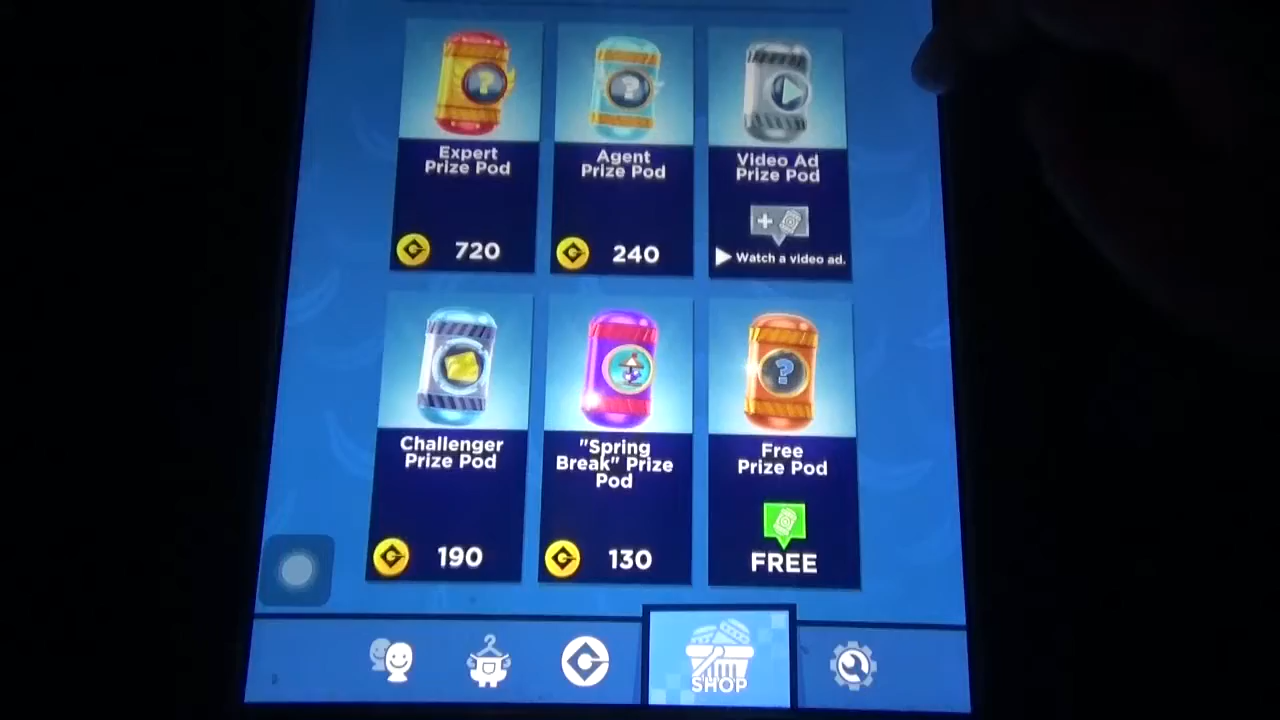 Expert
Prize Pod
720
Agent
Prize Pod
240
Video Ad
Prize Pod
+
Watch a video ad.
Challenger
Prize Pod
190
"Spring
Break" Prize
Pod
130
Free
Prize Pod
FREE
SHOP